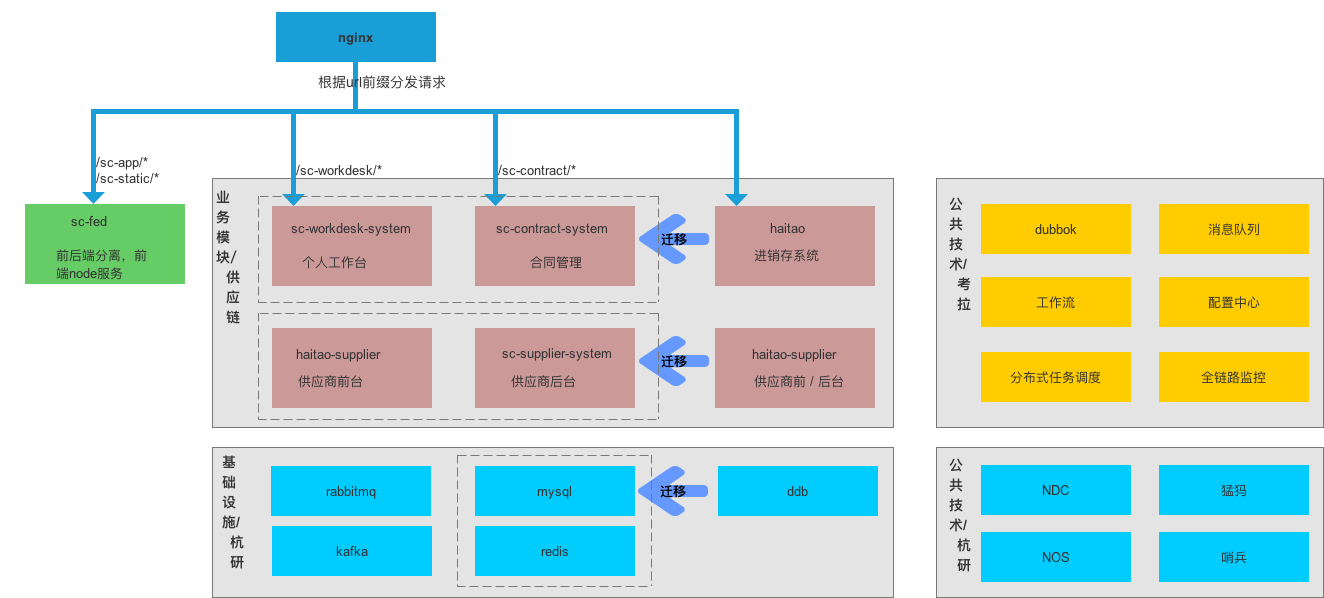 nginx
根据url前缀分发请求
/sc-app/*
/sc-static/*
/sc-workdesk/*
/sc-contract/*
sc-fed
前后端分离，前
端node服务
业
务
模
块/
供
应
链
sc-workdesk-system
个人工作台
sc-contract-system
合同管理
迁移
haitao
进销存系统
haitao-supplier
供应商前台
sc-supplier-system
供应商后台
迁移
haitao-supplier
供应商前 / 后台
公
共
技
术/
考
拉
dubbok
消息队列
工作流
配置中心
分布式任务调度
全链路监控
基
础
设
施/
杭
研
rabbitmq
mysql
迁移
ddb
kafka
redis
公
共
技
术/
杭
研
NDC
猛犸
NOS
哨兵